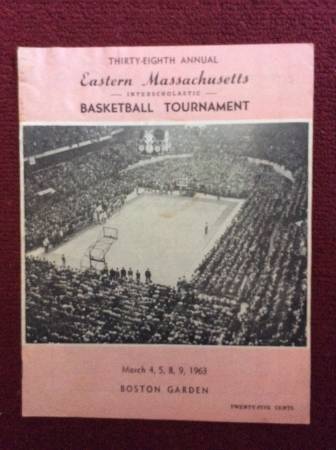 THIRTY-EIGHTH ANNUAL
Eastern Massachusetts
INTERSCHOLASTIC
BASKETBALL TOURNAMENT
March 4, 5, 8, 9, 1963
BOSTON GARDEN
TWENTY-FIVE CENTS